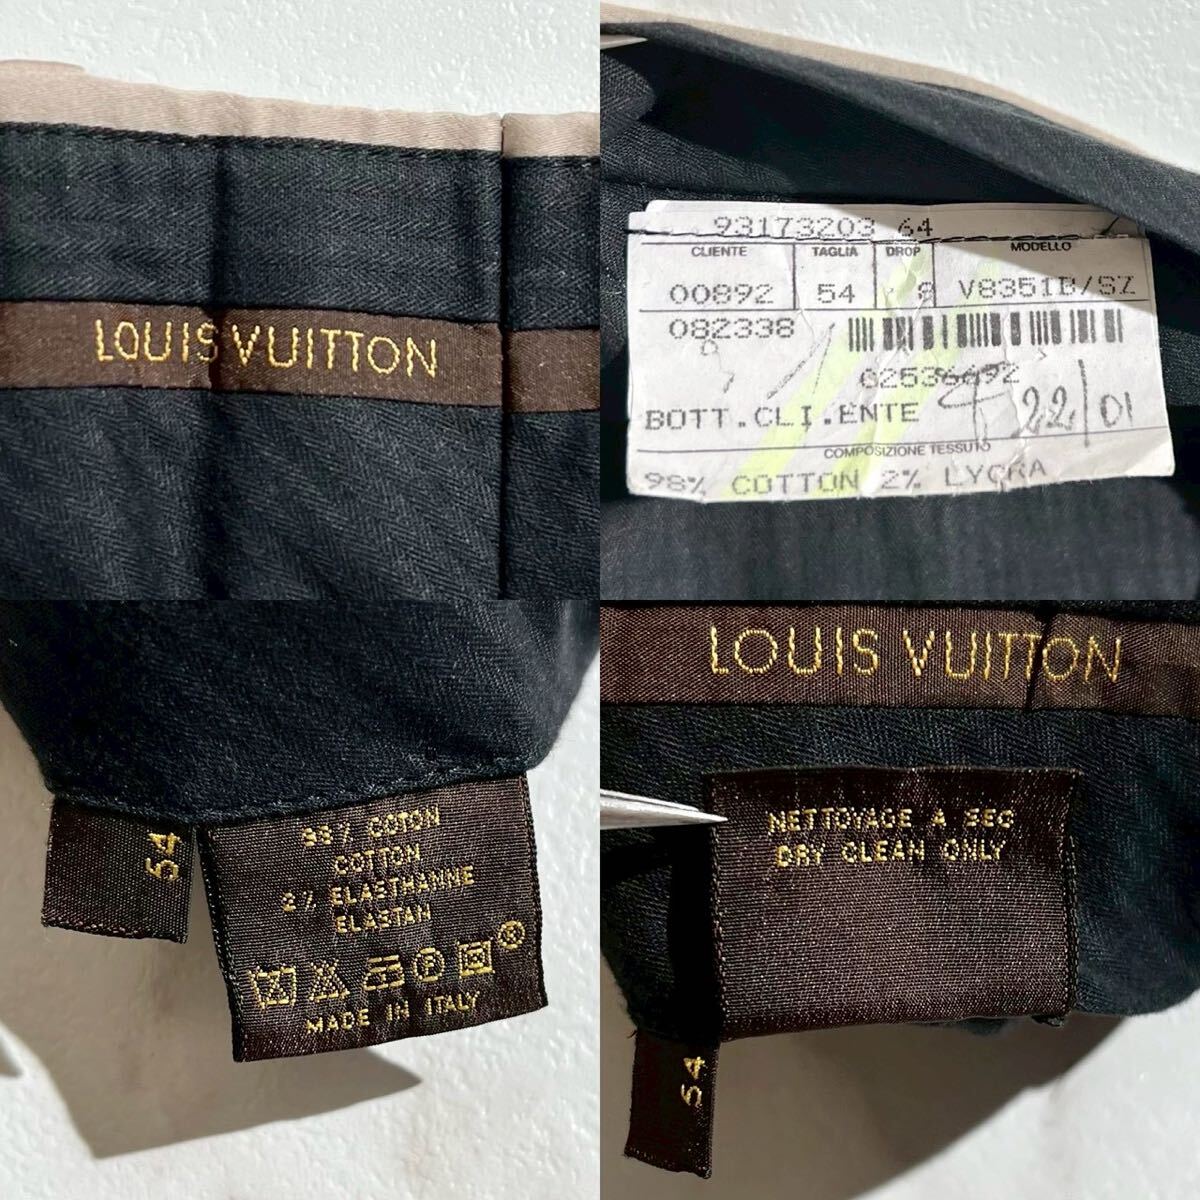 LOUIS VUITTON
93173203 64
CLIENTE TAGLIA DROP MODELLO
00892 54 8 V8351B/SZ
082338
BOTT.CLI.ENTE 22/01
COMPOSIZIONE TESSUTO
98% COTTON 2% LYCRA
54
98% COTON
COTTON
2% ELASTHANNE
ELASTAN
MADE IN ITALY
LOUIS VUITTON
NETTOYAGE A SEC
DRY CLEAN ONLY
54